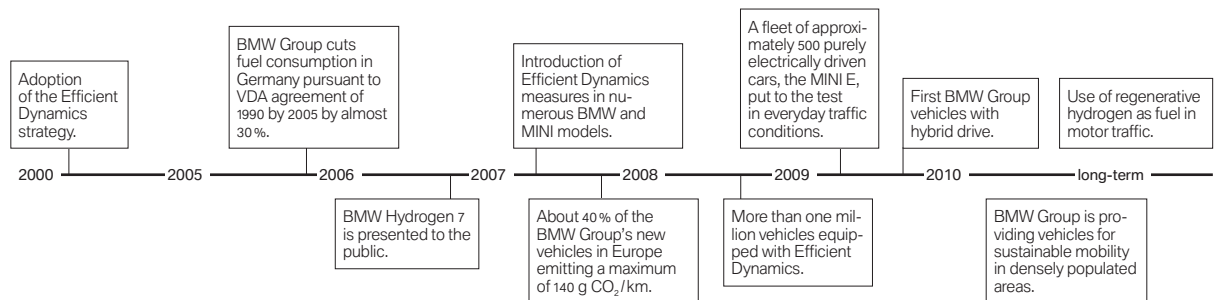 Adoption
of the Efficient
Dynamics
strategy.
BMW Group cuts
fuel consumption in
Germany pursuant to
VDA agreement of
1990 by 2005 by almost
30 %.
Introduction of
Efficient Dynamics
measures in nu-
merous BMW and
MINI models.
A fleet of approxi-
mately 500 purely
electrically driven
cars, the MINI E,
put to the test
in everyday traffic
conditions.
First BMW Group
vehicles with
hybrid drive.
Use of regenerative
hydrogen as fuel in
motor traffic.
2000 2005 2006 2007 2008 2009 2010 long-term
BMW Hydrogen 7
is presented to the
public.
About 40 % of the
BMW Group’s new
vehicles in Europe
emitting a maximum
of 140 g CO₂/km.
More than one mil-
lion vehicles equip-
ped with Efficient
Dynamics.
BMW Group is pro-
viding vehicles for
sustainable mobility
in densely populated
areas.